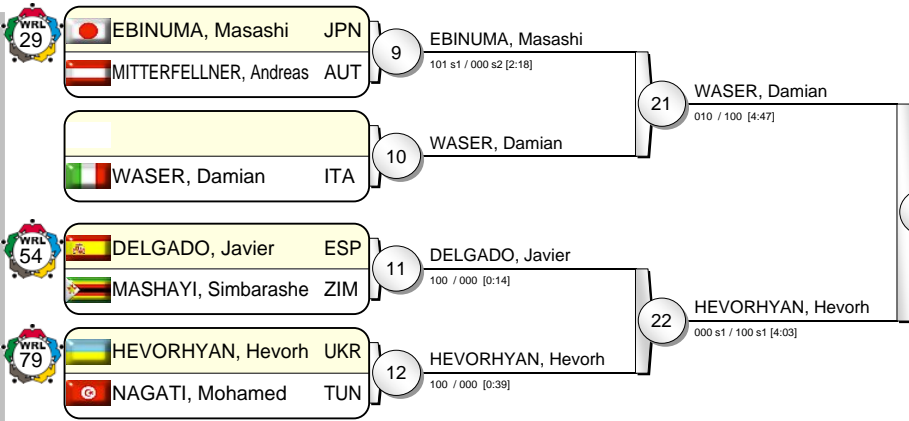 WRL
29
EBINUMA, Masashi JPN
MITTERFELLNER, Andreas AUT
9
EBINUMA, Masashi
101 s1 / 000 s2 [2:18]
WASER, Damian ITA
10
WASER, Damian
21
WASER, Damian
010 / 100 [4:47]
WRL
54
DELGADO, Javier ESP
MASHAYI, Simbarashe ZIM
11
DELGADO, Javier
100 / 000 [0:14]
WRL
79
HEVORHYAN, Hevorh UKR
NAGATI, Mohamed TUN
12
HEVORHYAN, Hevorh
100 / 000 [0:39]
22
HEVORHYAN, Hevorh
000 s1 / 100 s1 [4:03]